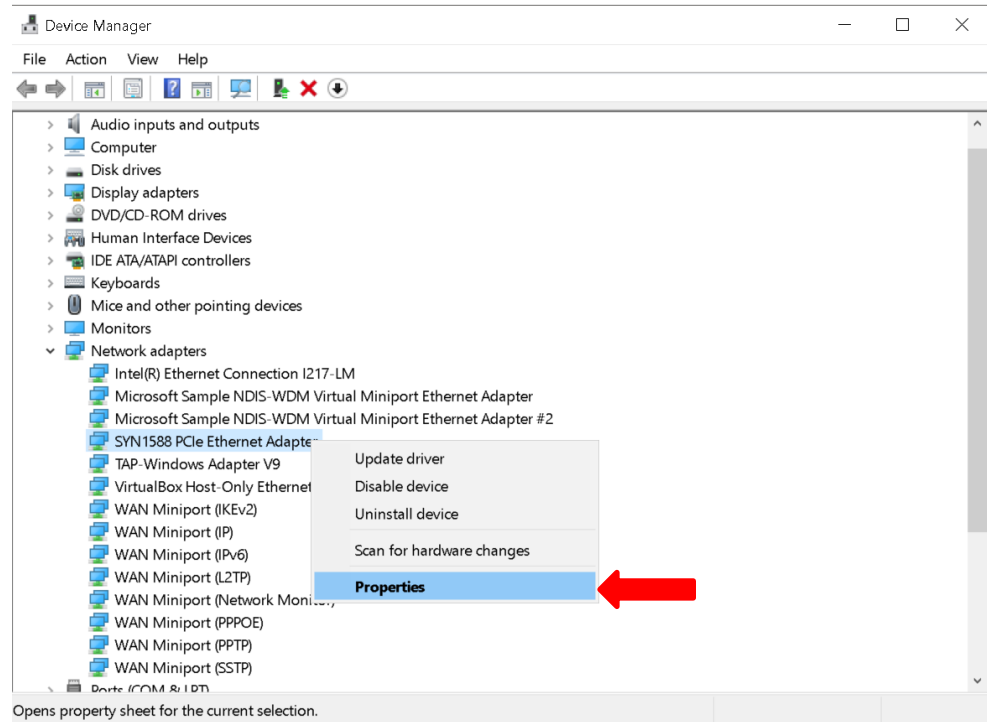 Device Manager
File Action View Help
Audio inputs and outputs
Computer
Disk drives
Display adapters
DVD/CD-ROM drives
Human Interface Devices
IDE ATA/ATAPI controllers
Keyboards
Mice and other pointing devices
Monitors
Network adapters
Intel(R) Ethernet Connection I217-LM
Microsoft Sample NDIS-WDM Virtual Miniport Ethernet Adapter
Microsoft Sample NDIS-WDM Virtual Miniport Ethernet Adapter #2
SYN1588 PCIe Ethernet Adapter
TAP-Windows Adapter V9
VirtualBox Host-Only Ethernet
WAN Miniport (IKEv2)
WAN Miniport (IP)
WAN Miniport (IPv6)
WAN Miniport (L2TP)
WAN Miniport (Network Monitor)
WAN Miniport (PPPOE)
WAN Miniport (PPTP)
WAN Miniport (SSTP)
Ports (COM & LPT)
Update driver
Disable device
Uninstall device
Scan for hardware changes
Properties
Opens property sheet for the current selection.